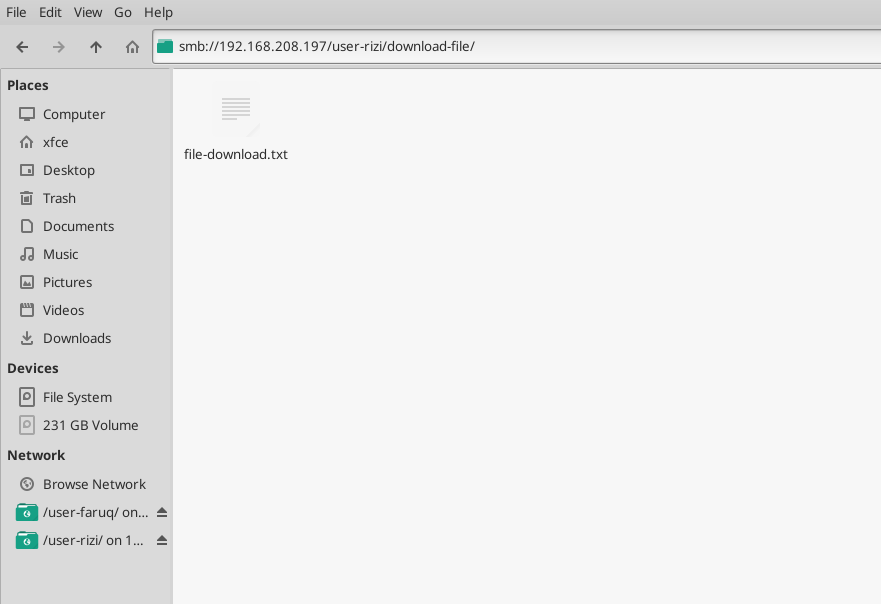 File Edit View Go Help
smb://192.168.208.197/user-rizi/download-file/
Places
Computer
xfce
Desktop
Trash
Documents
Music
Pictures
Videos
Downloads
Devices
File System
231 GB Volume
Network
Browse Network
/user-faruq/ on...
/user-rizi/ on 1...
file-download.txt